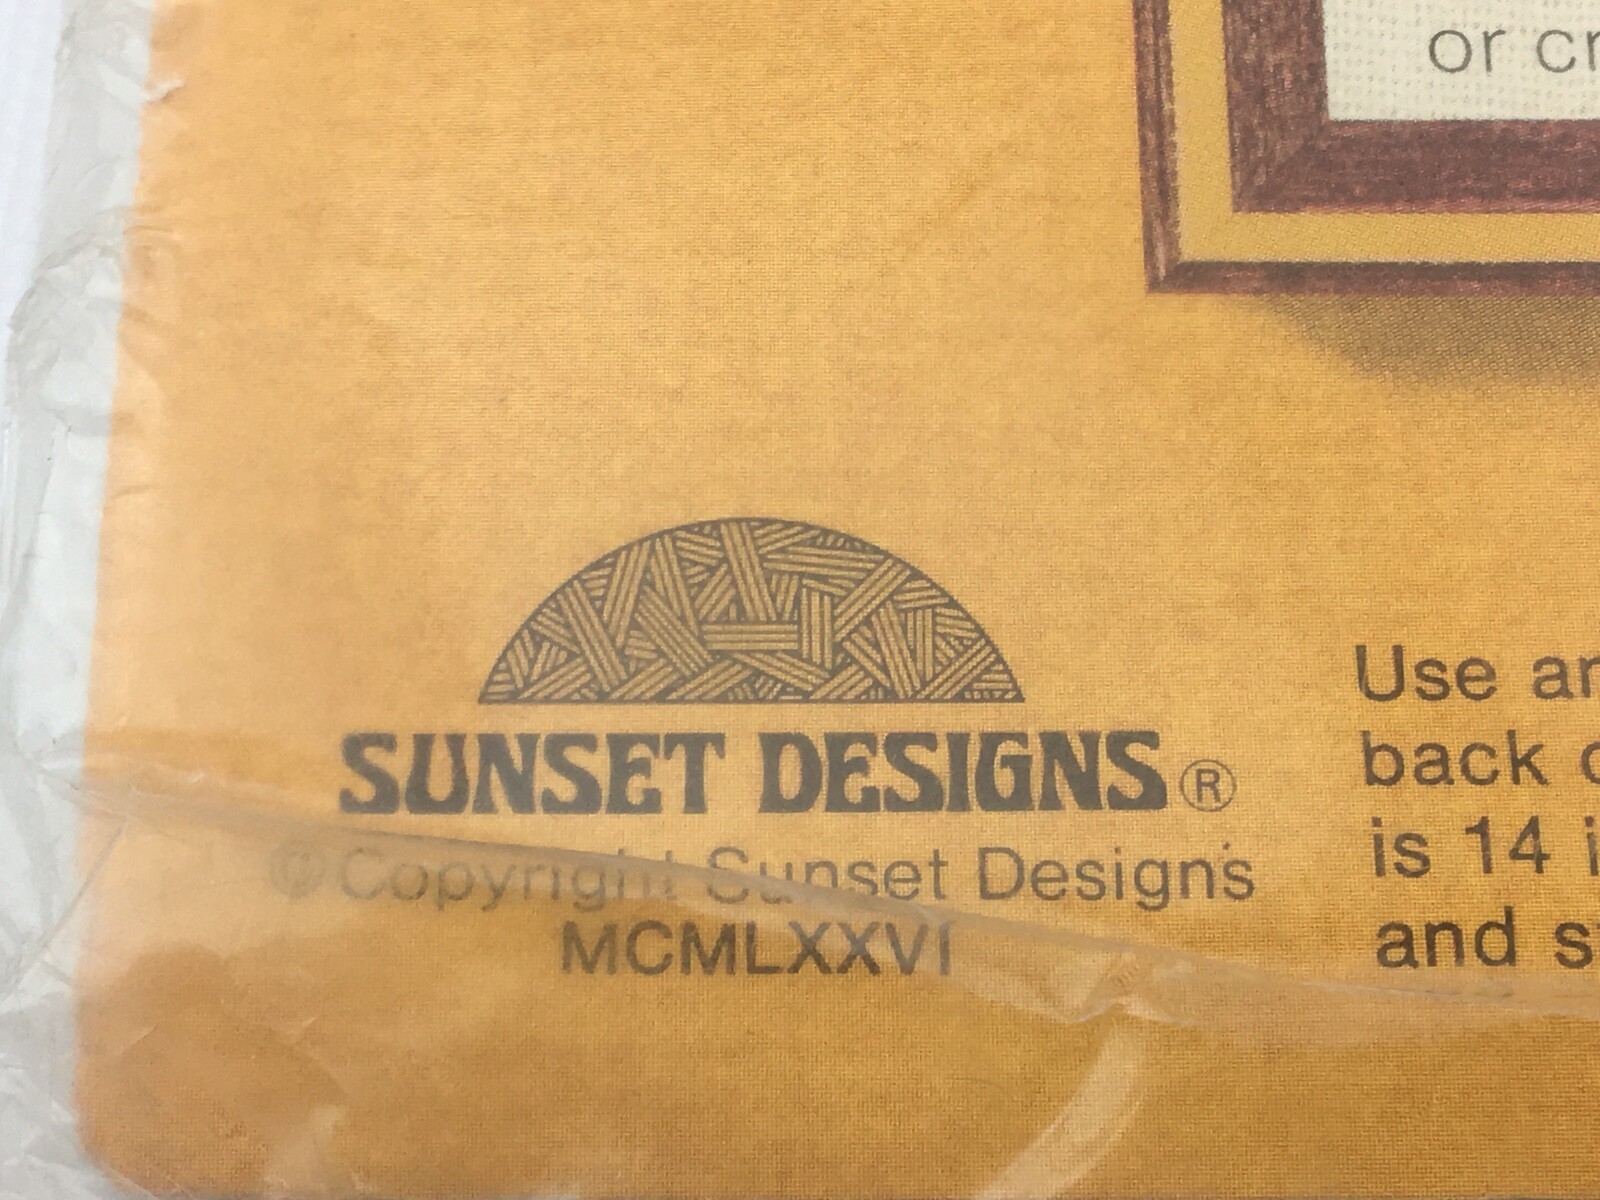 or cr
SUNSET DESIGNS ®
© Copyright Sunset Designs
MCMLXXVI
Use an
back o
is 14 i
and st